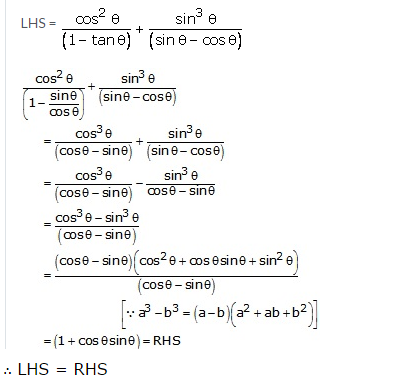 LHS = cos² θ/(1 − tan θ) + sin³ θ/(sin θ − cos θ)
cos² θ/(1 − sinθ/cosθ) + sin³ θ/(sinθ − cosθ)
= cos³ θ/(cosθ − sinθ) + sin³ θ/(sinθ − cosθ)
= cos³ θ/(cosθ − sinθ) − sin³ θ/cosθ − sinθ
= cos³ θ − sin³ θ/(cosθ − sinθ)
= (cosθ − sinθ)(cos² θ + cos θ sinθ + sin² θ)/(cosθ − sinθ)
[∵ a³ − b³ = (a − b)(a² + ab + b²)]
= (1 + cosθ sinθ) = RHS
∴ LHS = RHS